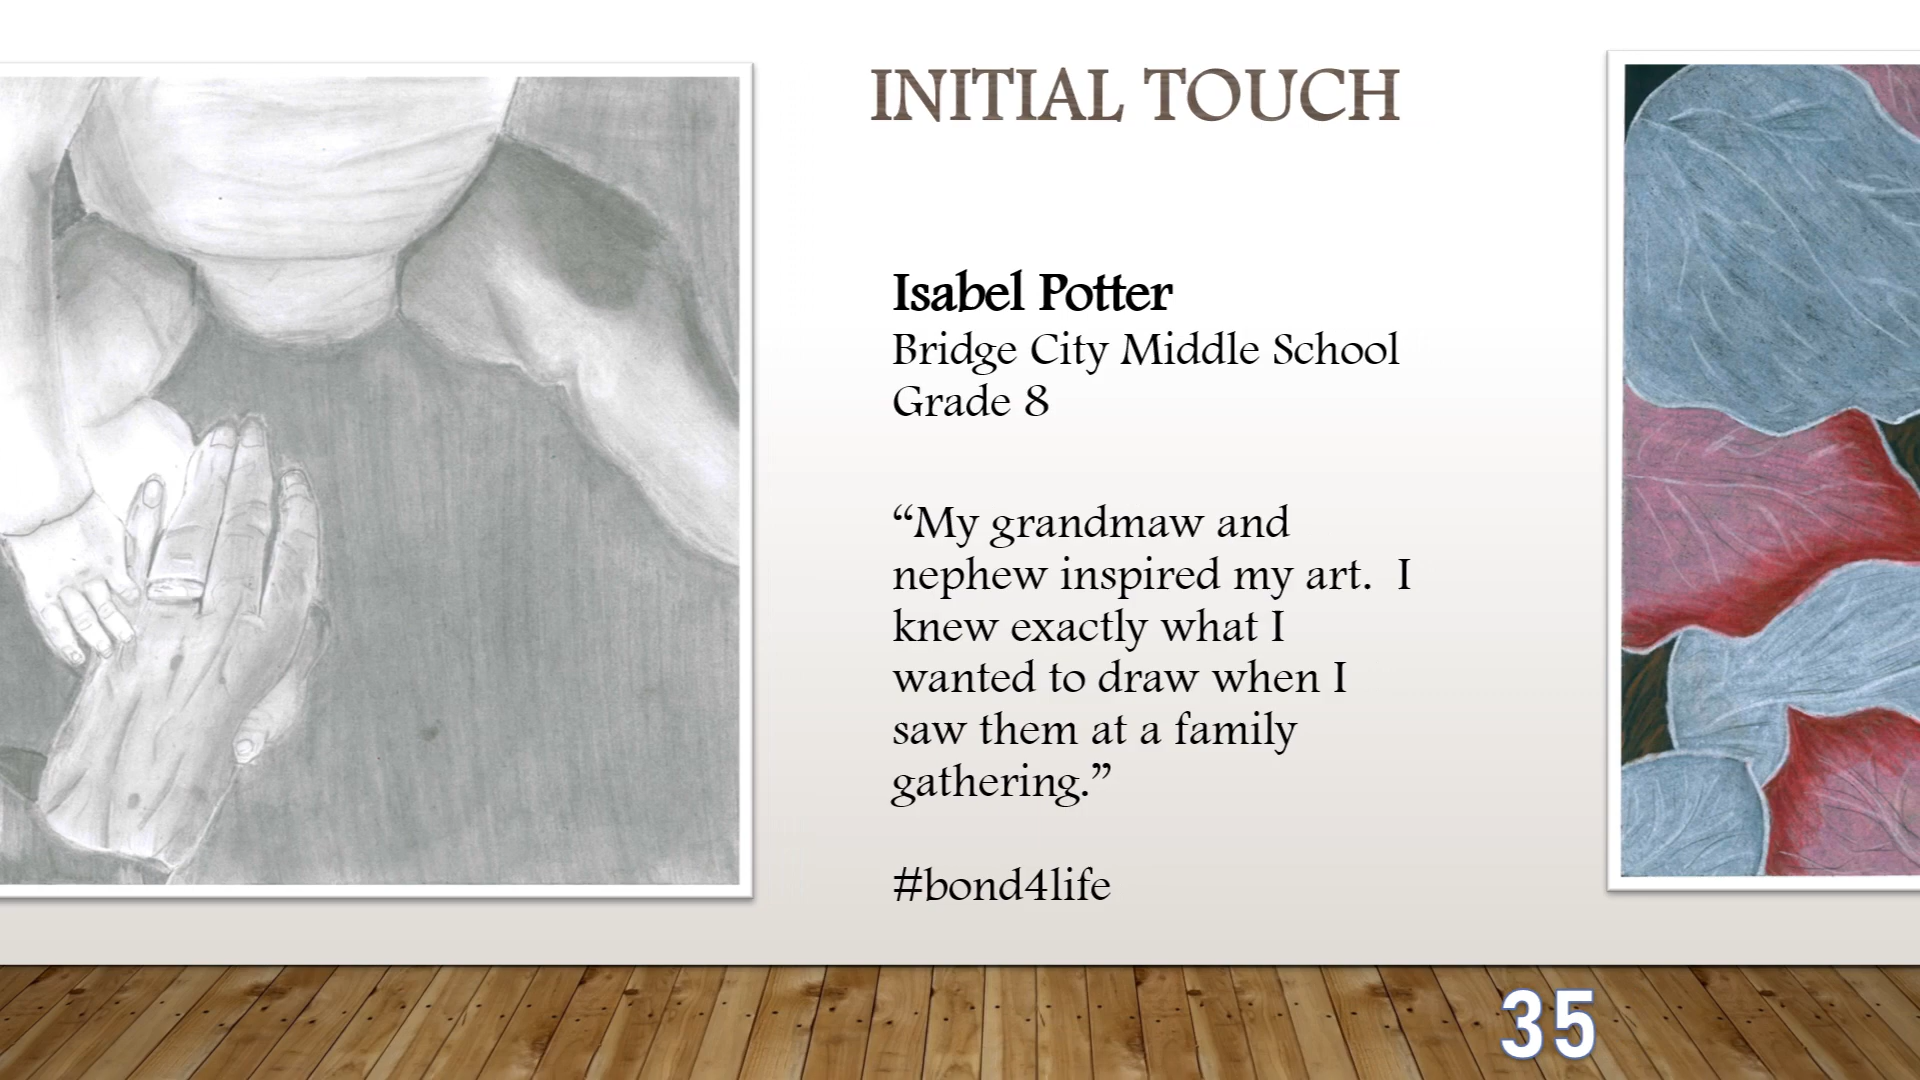 INITIAL TOUCH
Isabel Potter
Bridge City Middle School
Grade 8
“My grandmaw and
nephew inspired my art.  I
knew exactly what I
wanted to draw when I
saw them at a family
gathering.”
#bond4life
35